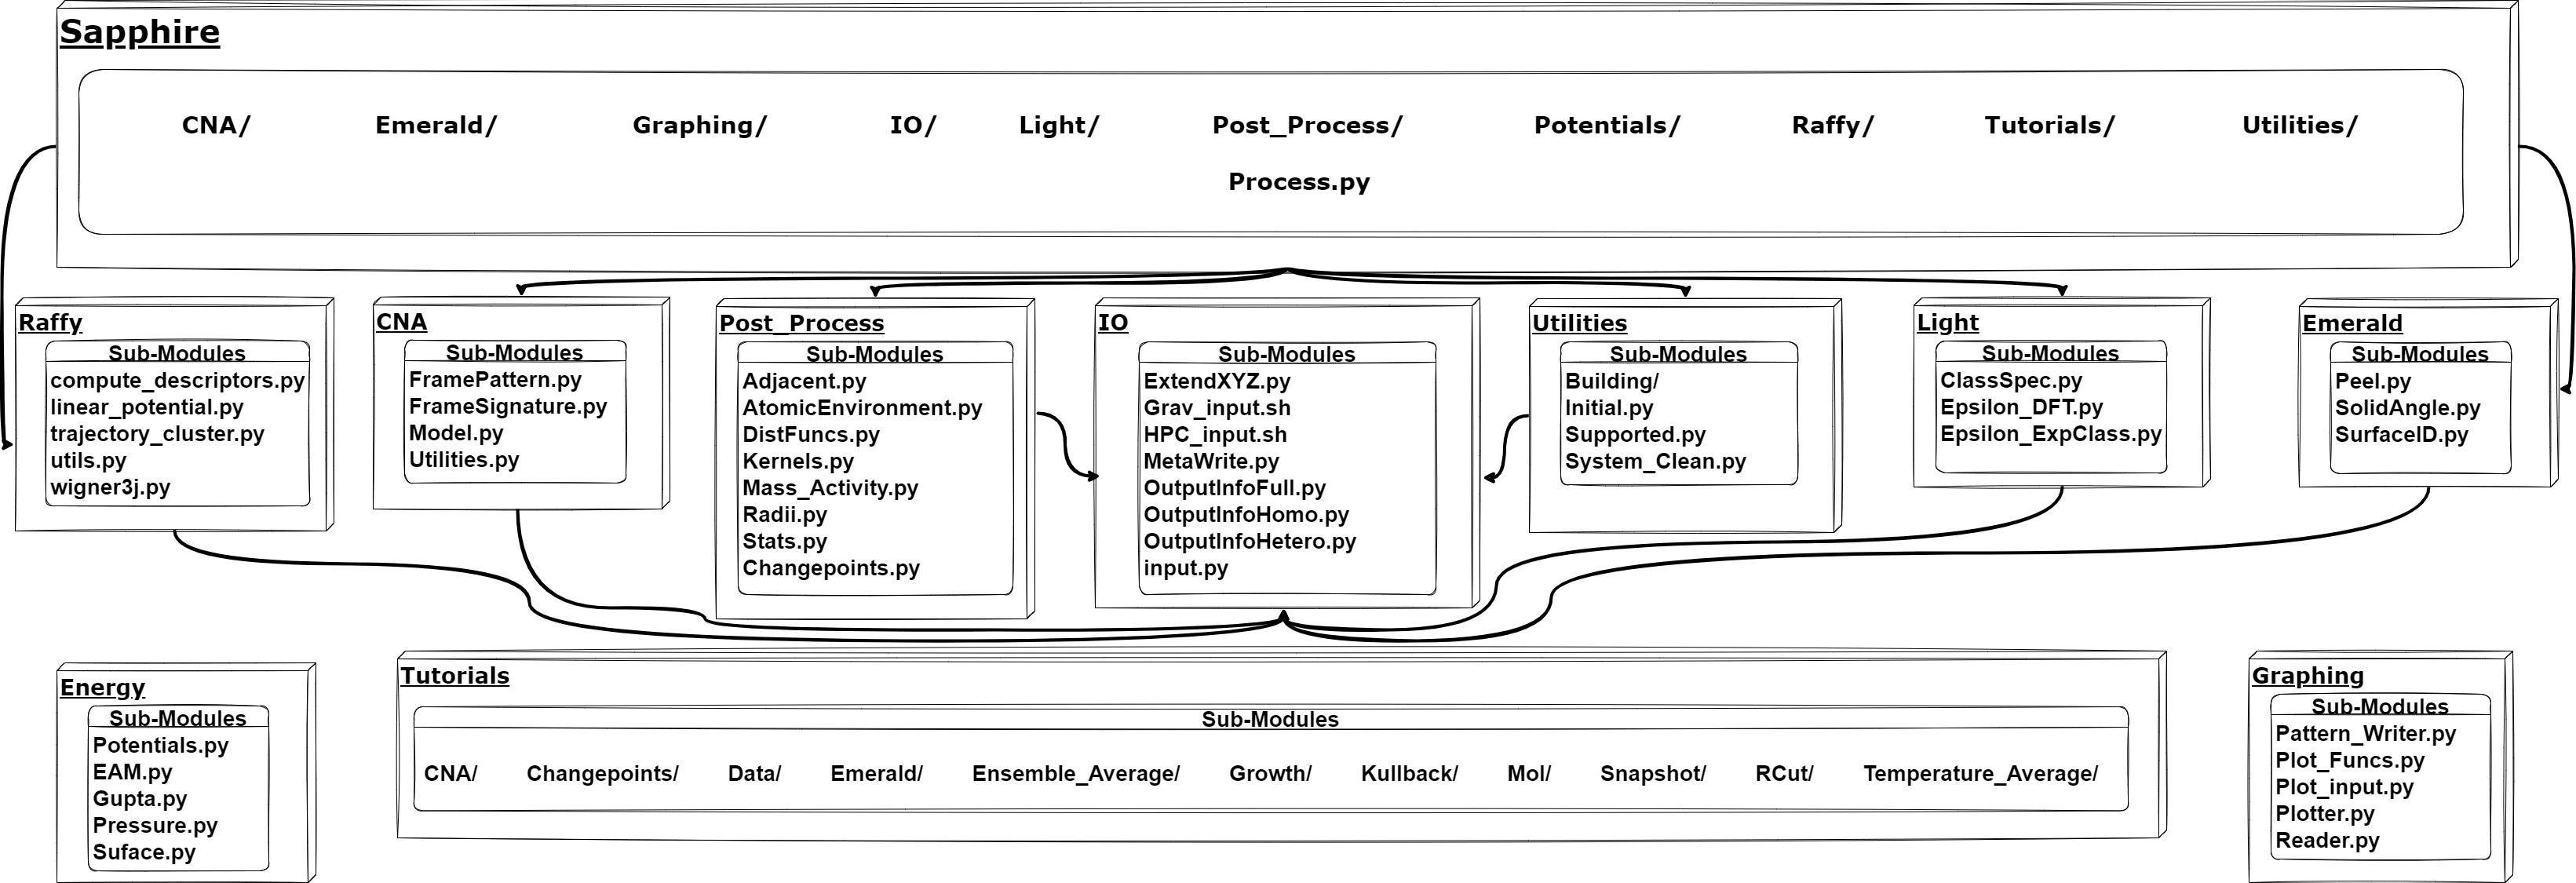 Sapphire
CNA/ Emerald/ Graphing/ IO/ Light/ Post_Process/ Potentials/ Raffy/ Tutorials/ Utilities/
Process.py
Raffy
Sub-Modules
compute_descriptors.py
linear_potential.py
trajectory_cluster.py
utils.py
wigner3j.py
CNA
Sub-Modules
FramePattern.py
FrameSignature.py
Model.py
Utilities.py
Post_Process
Sub-Modules
Adjacent.py
AtomicEnvironment.py
DistFuncs.py
Kernels.py
Mass_Activity.py
Radii.py
Stats.py
Changepoints.py
IO
Sub-Modules
ExtendXYZ.py
Grav_input.sh
HPC_input.sh
MetaWrite.py
OutputInfoFull.py
OutputInfoHomo.py
OutputInfoHetero.py
input.py
Utilities
Sub-Modules
Building/
Initial.py
Supported.py
System_Clean.py
Light
Sub-Modules
ClassSpec.py
Epsilon_DFT.py
Epsilon_ExpClass.py
Emerald
Sub-Modules
Peel.py
SolidAngle.py
SurfaceID.py
Energy
Sub-Modules
Potentials.py
EAM.py
Gupta.py
Pressure.py
Suface.py
Tutorials
Sub-Modules
CNA/ Changepoints/ Data/ Emerald/ Ensemble_Average/ Growth/ Kullback/ Mol/ Snapshot/ RCut/ Temperature_Average/
Graphing
Sub-Modules
Pattern_Writer.py
Plot_Funcs.py
Plot_input.py
Plotter.py
Reader.py